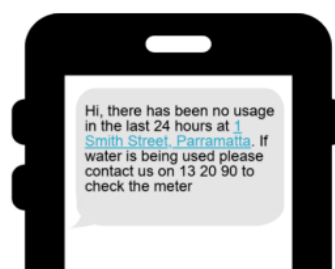 Hi, there has been no usage
in the last 24 hours at 1
Smith Street, Parramatta. If
water is being used please
contact us on 13 20 90 to
check the meter